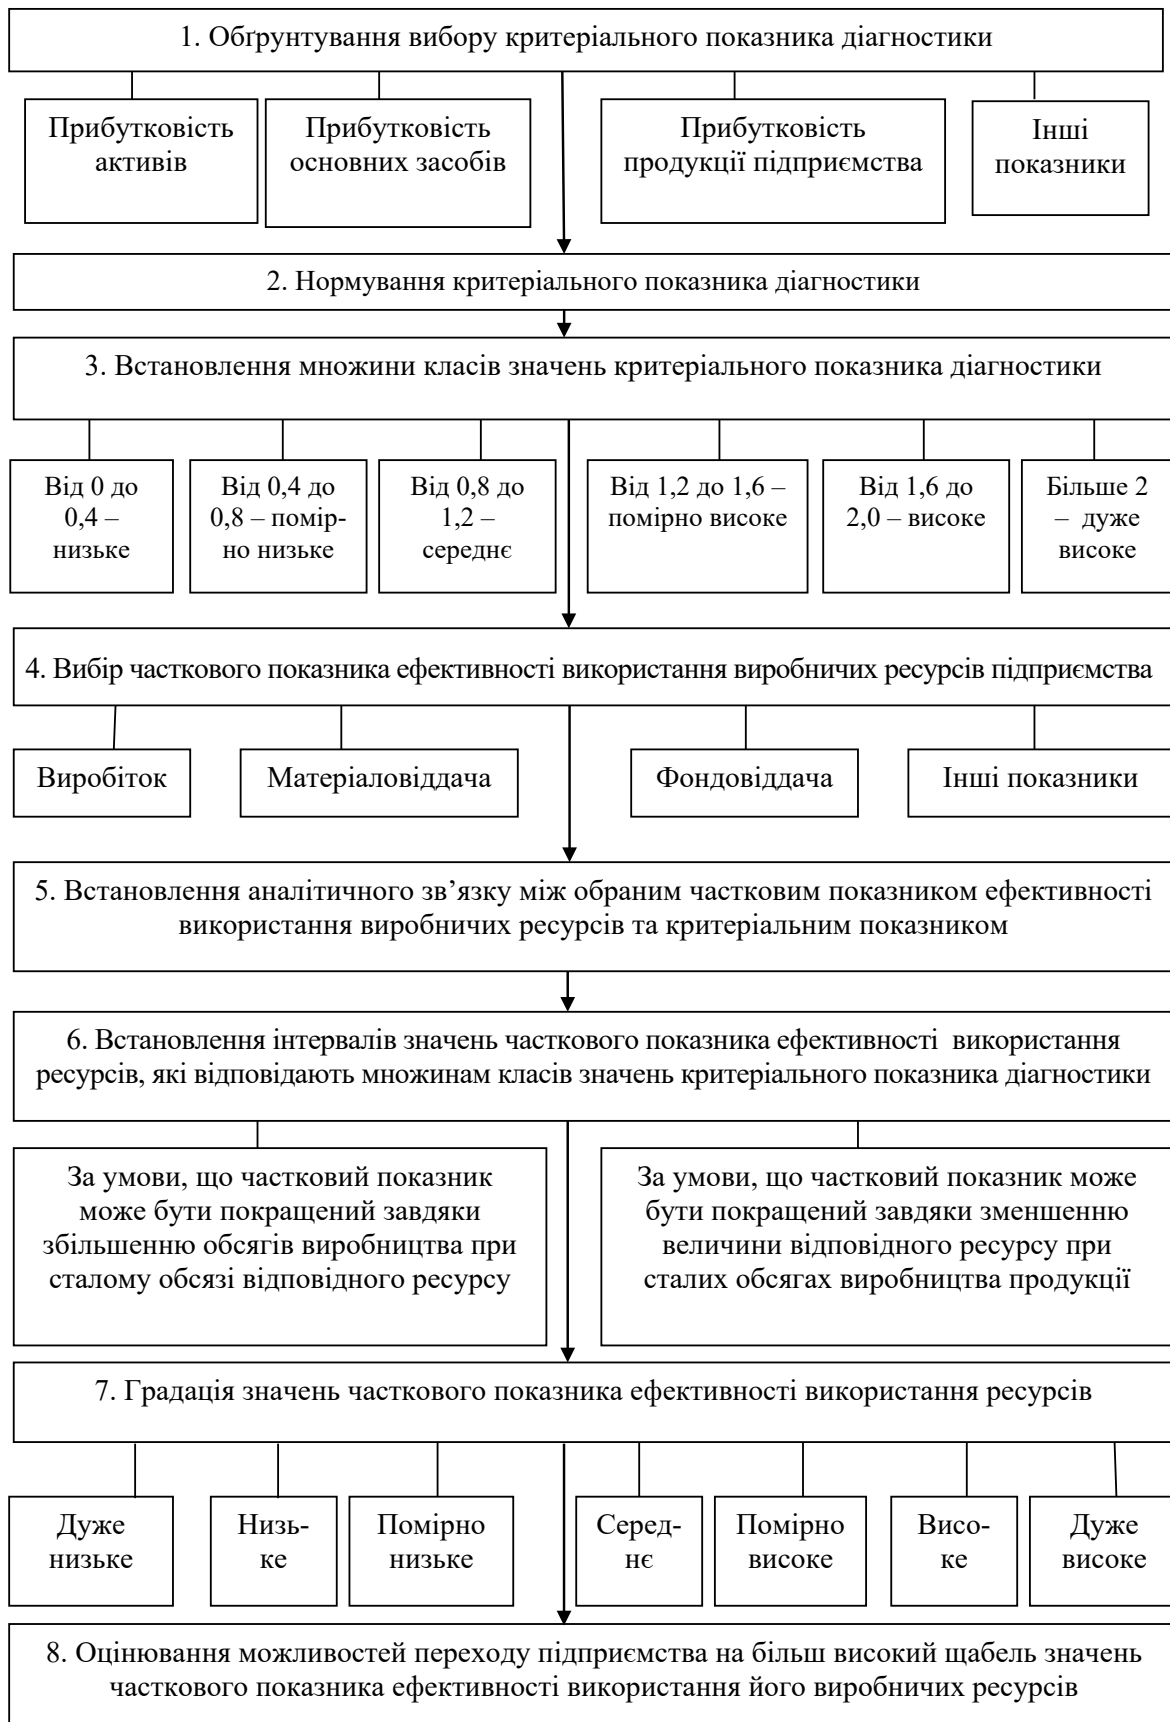 1. Обґрунтування вибору критеріального показника діагностики
Прибутковість
активів
Прибутковість
основних засобів
Прибутковість
продукції підприємства
Інші
показники
2. Нормування критеріального показника діагностики
3. Встановлення множини класів значень критеріального показника діагностики
Від 0 до
0,4 –
низьке
Від 0,4 до
0,8 – помір-
но низьке
Від 0,8 до
1,2 –
середнє
Від 1,2 до 1,6 –
помірно високе
Від 1,6 до
2,0 – високе
Більше 2
– дуже
високе
4. Вибір часткового показника ефективності використання виробничих ресурсів підприємства
Виробіток
Матеріаловіддача
Фондовіддача
Інші показники
5. Встановлення аналітичного зв’язку між обраним частковим показником ефективності
використання виробничих ресурсів та критеріальним показником
6. Встановлення інтервалів значень часткового показника ефективності використання
ресурсів, які відповідають множинам класів значень критеріального показника діагностики
За умови, що частковий показник
може бути покращений завдяки
збільшенню обсягів виробництва при
сталому обсязі відповідного ресурсу
За умови, що частковий показник може
бути покращений завдяки зменшенню
величини відповідного ресурсу при
сталих обсягах виробництва продукції
7. Градація значень часткового показника ефективності використання ресурсів
Дуже
низьке
Низь-
ке
Помірно
низьке
Серед-
нє
Помірно
високе
Висо-
ке
Дуже
високе
8. Оцінювання можливостей переходу підприємства на більш високий щабель значень
часткового показника ефективності використання його виробничих ресурсів